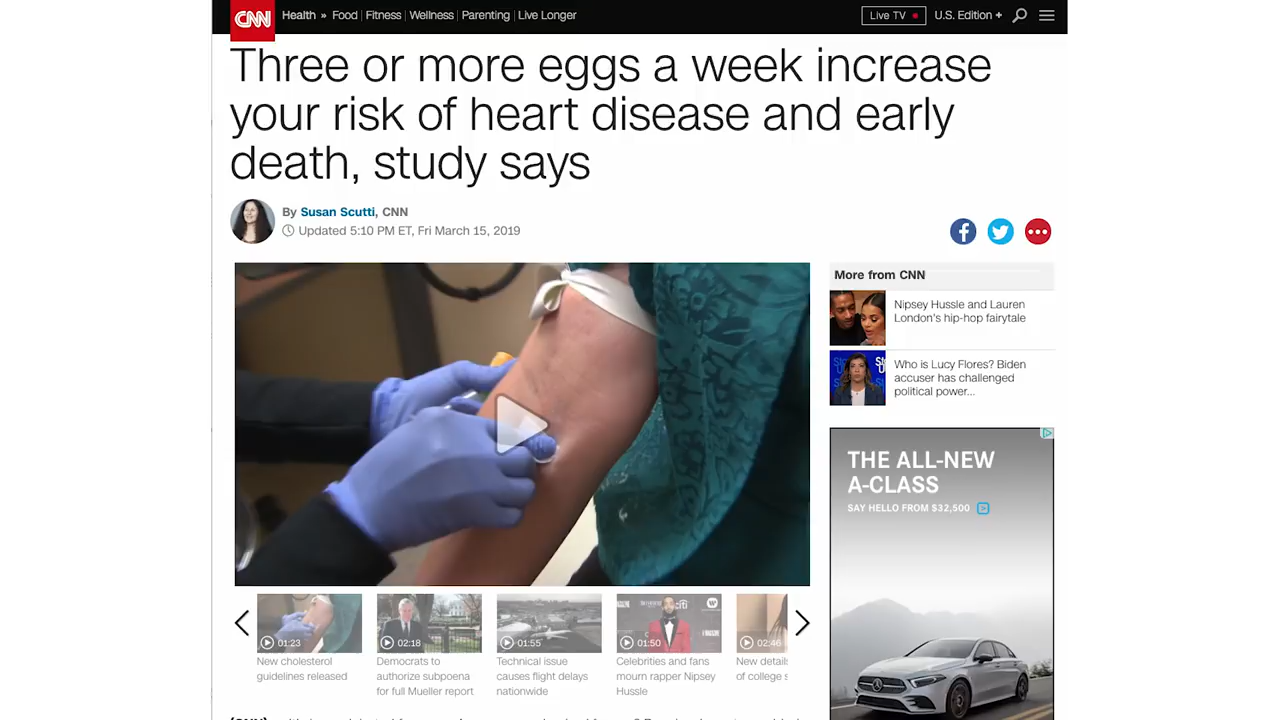 CNN
Health » Food Fitness Wellness Parenting Live Longer
Live TV U.S. Edition +
Three or more eggs a week increase
your risk of heart disease and early
death, study says
By Susan Scutti, CNN
Updated 5:10 PM ET, Fri March 15, 2019
More from CNN
Nipsey Hussle and Lauren
London's hip-hop fairytale
Who is Lucy Flores? Biden
accuser has challenged
political power...
THE ALL-NEW
A-CLASS
SAY HELLO FROM $32,500
01:23
New cholesterol
guidelines released
02:18
Democrats to
authorize subpoena
for full Mueller report
01:55
Technical issue
causes flight delays
nationwide
01:50
Celebrities and fans
mourn rapper Nipsey
Hussle
02:46
New details
of college s